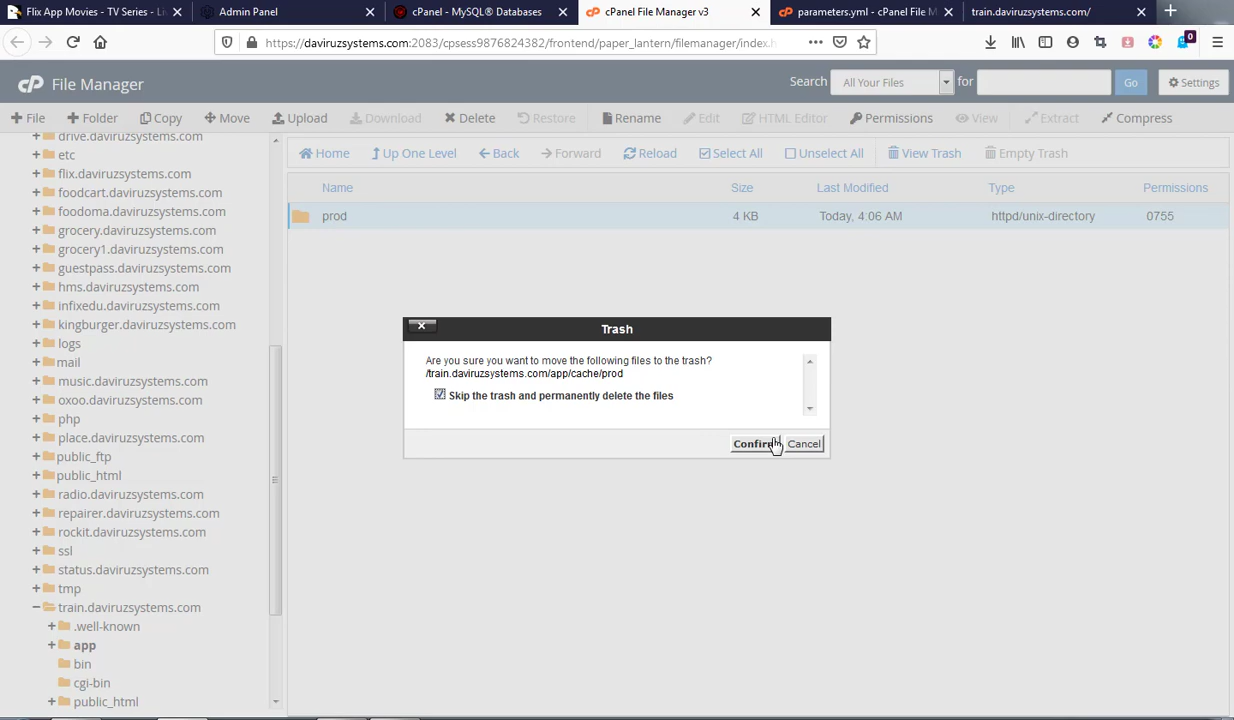 Flix App Movies - TV Series - Li
Admin Panel
cPanel - MySQL® Databases
cPanel File Manager v3
parameters.yml - cPanel File M
train.daviruzsystems.com/
https://daviruzsystems.com:2083/cpsess9876824382/frontend/paper_lantern/filemanager/index.h
0
cP File Manager
Search All Your Files for Go Settings
File Folder Copy Move Upload Download Delete Restore Rename Edit HTML Editor Permissions View Extract Compress
Home Up One Level Back Forward Reload Select All Unselect All View Trash Empty Trash
Name Size Last Modified Type Permissions
prod 4 KB Today, 4:06 AM httpd/unix-directory 0755
drive.daviruzsystems.com
etc
flix.daviruzsystems.com
foodcart.daviruzsystems.com
foodoma.daviruzsystems.com
grocery.daviruzsystems.com
grocery1.daviruzsystems.com
guestpass.daviruzsystems.com
hms.daviruzsystems.com
infixedu.daviruzsystems.com
kingburger.daviruzsystems.com
logs
mail
music.daviruzsystems.com
oxoo.daviruzsystems.com
php
place.daviruzsystems.com
public_ftp
public_html
radio.daviruzsystems.com
repairer.daviruzsystems.com
rockit.daviruzsystems.com
ssl
status.daviruzsystems.com
tmp
train.daviruzsystems.com
.well-known
app
bin
cgi-bin
public_html
Trash
Are you sure you want to move the following files to the trash?
/train.daviruzsystems.com/app/cache/prod
Skip the trash and permanently delete the files
Confirm Cancel